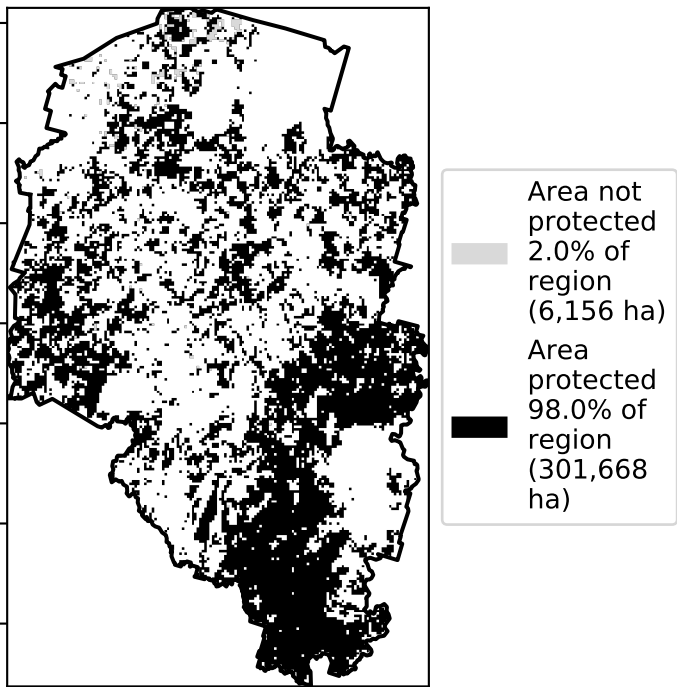 Area not
protected
2.0% of
region
(6,156 ha)
Area
protected
98.0% of
region
(301,668
ha)